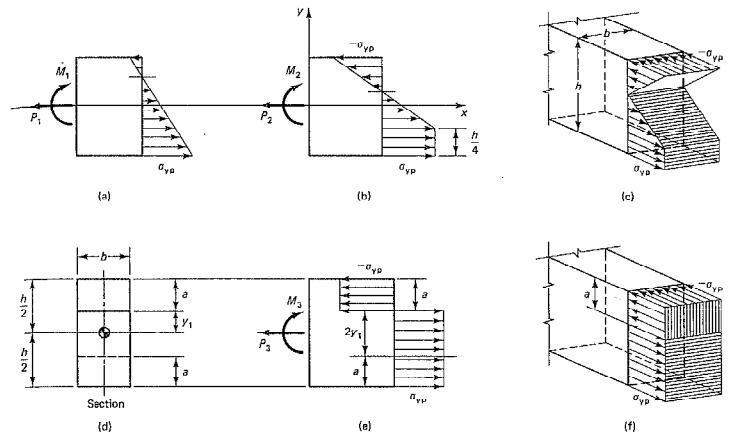 M₁
P₁
σyp
(a)
y
−σyp
M₂
P₂
x
h/4
σyp
(b)
b
−σyp
h
σyp
(c)
b
h/2
a
y₁
h/2
a
Section
(d)
−σyp
M₃
a
P₃
2y₁
a
σyp
(e)
−σyp
a
σyp
(f)